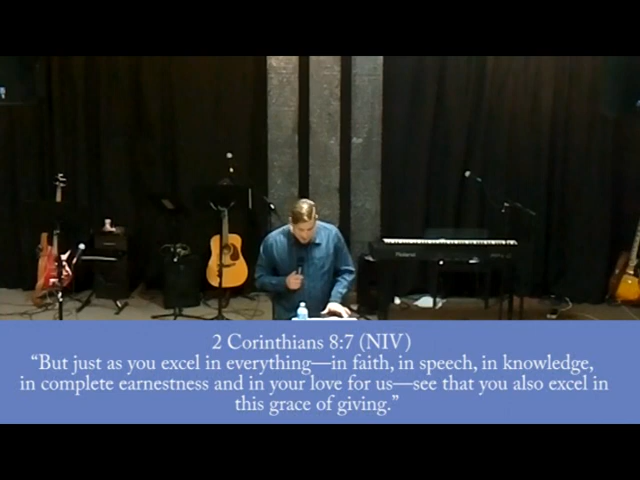 Roland
2 Corinthians 8:7 (NIV)
“But just as you excel in everything—in faith, in speech, in knowledge,
in complete earnestness and in your love for us—see that you also excel in
this grace of giving.”